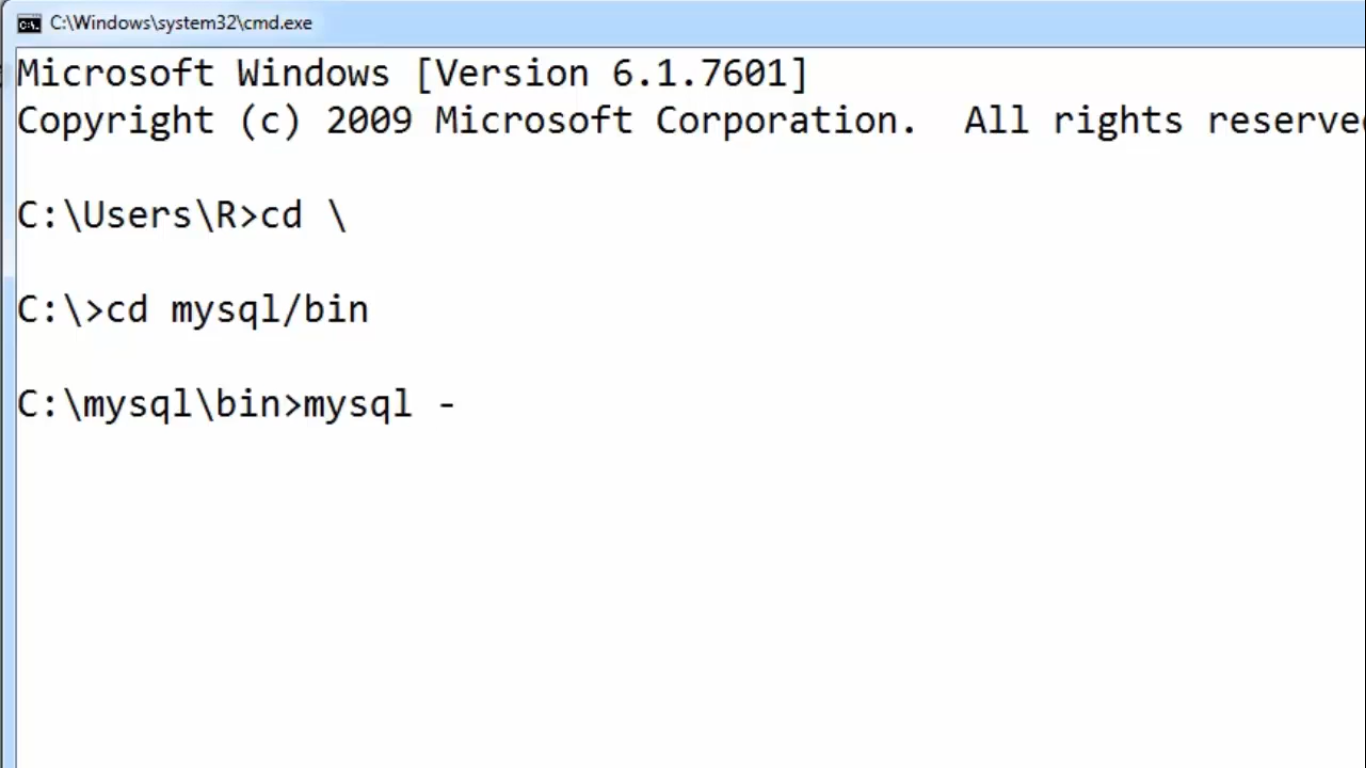 C:\Windows\system32\cmd.exe
Microsoft Windows [Version 6.1.7601]
Copyright (c) 2009 Microsoft Corporation.  All rights reserve
C:\Users\R>cd \
C:\>cd mysql/bin
C:\mysql\bin>mysql -